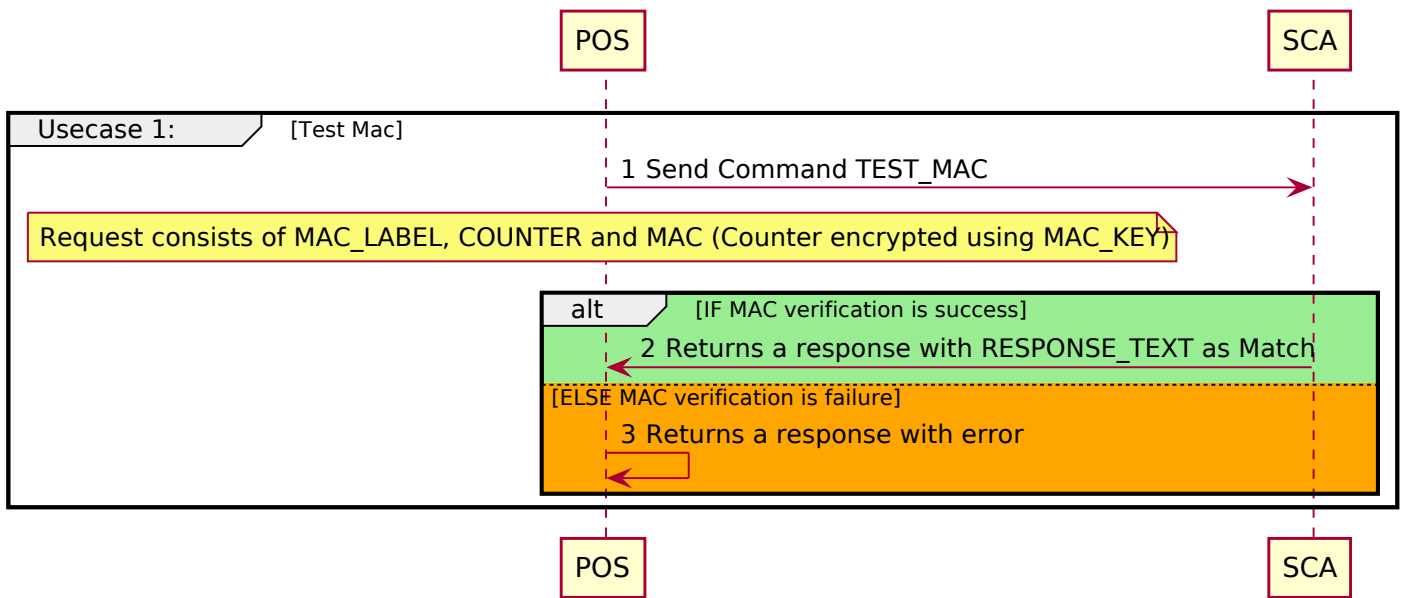 POS
SCA
Usecase 1:
[Test Mac]
1 Send Command TEST_MAC
Request consists of MAC_LABEL, COUNTER and MAC (Counter encrypted using MAC_KEY)
alt
[IF MAC verification is success]
2 Returns a response with RESPONSE_TEXT as Match
[ELSE MAC verification is failure]
3 Returns a response with error
POS
SCA